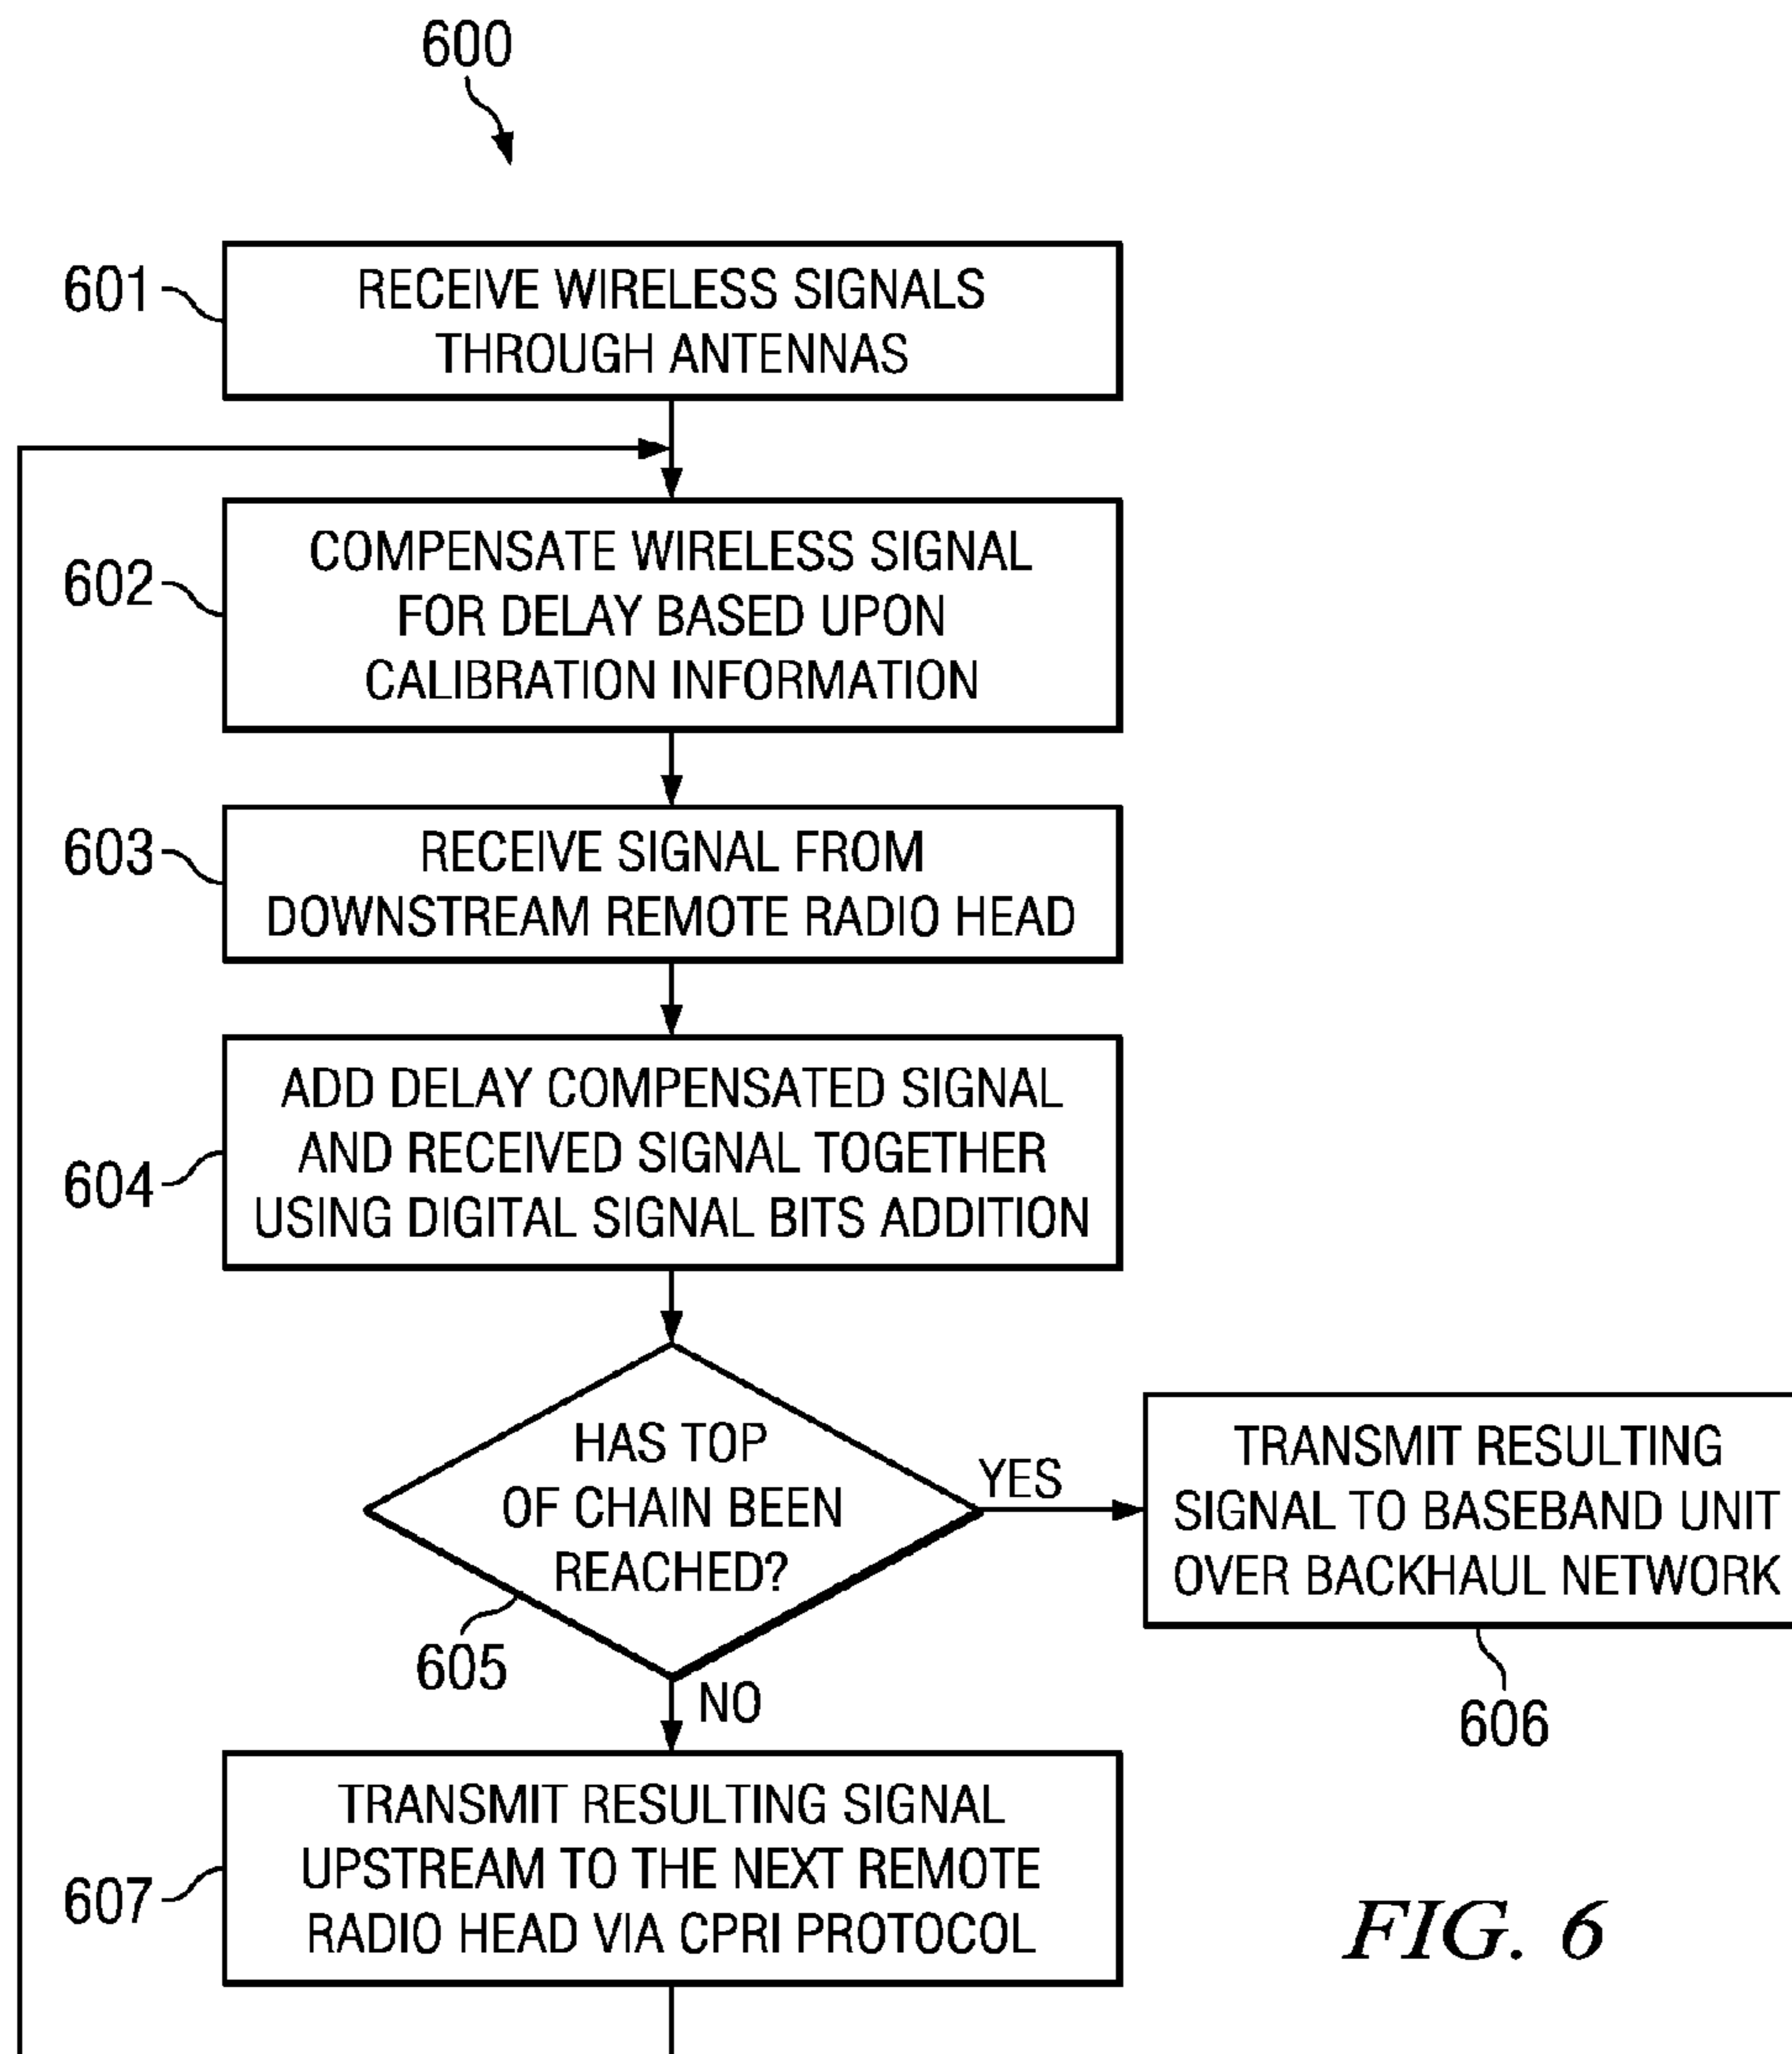 600
601
RECEIVE WIRELESS SIGNALS
THROUGH ANTENNAS
602
COMPENSATE WIRELESS SIGNAL
FOR DELAY BASED UPON
CALIBRATION INFORMATION
603
RECEIVE SIGNAL FROM
DOWNSTREAM REMOTE RADIO HEAD
604
ADD DELAY COMPENSATED SIGNAL
AND RECEIVED SIGNAL TOGETHER
USING DIGITAL SIGNAL BITS ADDITION
HAS TOP
OF CHAIN BEEN
REACHED?
605
YES
TRANSMIT RESULTING
SIGNAL TO BASEBAND UNIT
OVER BACKHAUL NETWORK
606
NO
607
TRANSMIT RESULTING SIGNAL
UPSTREAM TO THE NEXT REMOTE
RADIO HEAD VIA CPRI PROTOCOL
FIG. 6